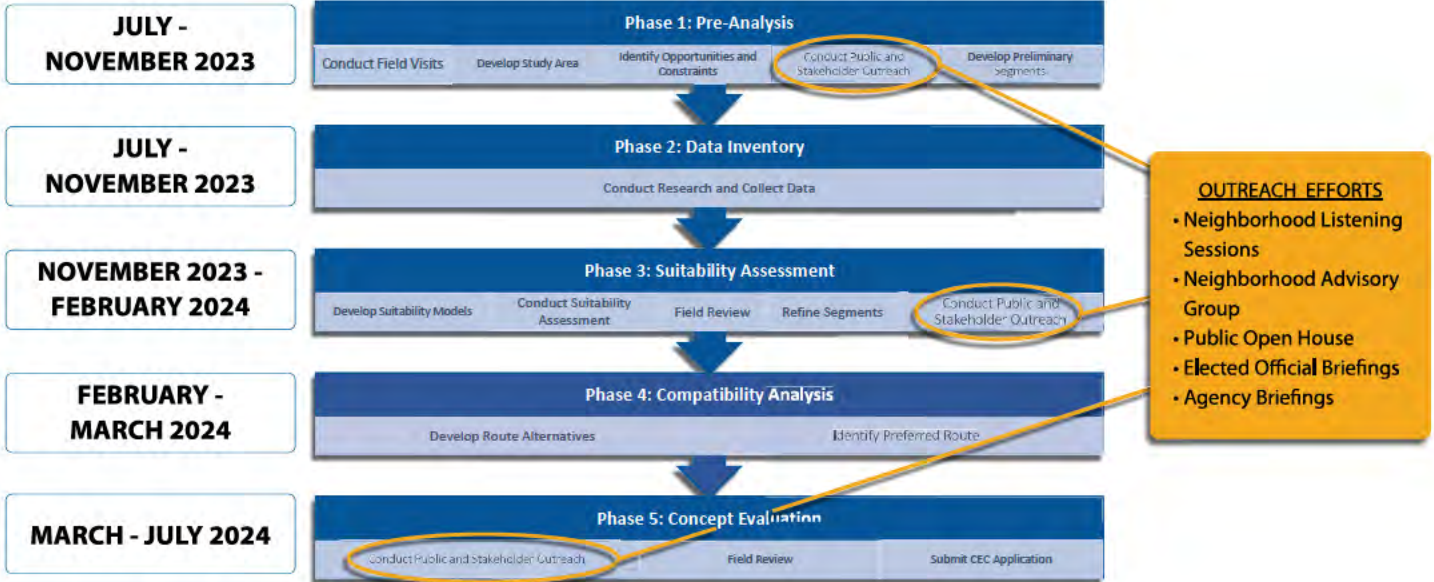 JULY -
NOVEMBER 2023
Phase 1: Pre-Analysis
Conduct Field Visits
Develop Study Area
Identify Opportunities and
Constraints
Conduct Public and
Stakeholder Outreach
Develop Preliminary
Segments
JULY -
NOVEMBER 2023
Phase 2: Data Inventory
Conduct Research and Collect Data
NOVEMBER 2023 -
FEBRUARY 2024
Phase 3: Suitability Assessment
Develop Suitability Models
Conduct Suitability
Assessment
Field Review
Refine Segments
Conduct Public and
Stakeholder Outreach
FEBRUARY -
MARCH 2024
Phase 4: Compatibility Analysis
Develop Route Alternatives
Identify Preferred Route
MARCH - JULY 2024
Phase 5: Concept Evaluation
Conduct Public and Stakeholder Outreach
Field Review
Submit CEC Application
OUTREACH EFFORTS
• Neighborhood Listening
Sessions
• Neighborhood Advisory
Group
• Public Open House
• Elected Official Briefings
• Agency Briefings